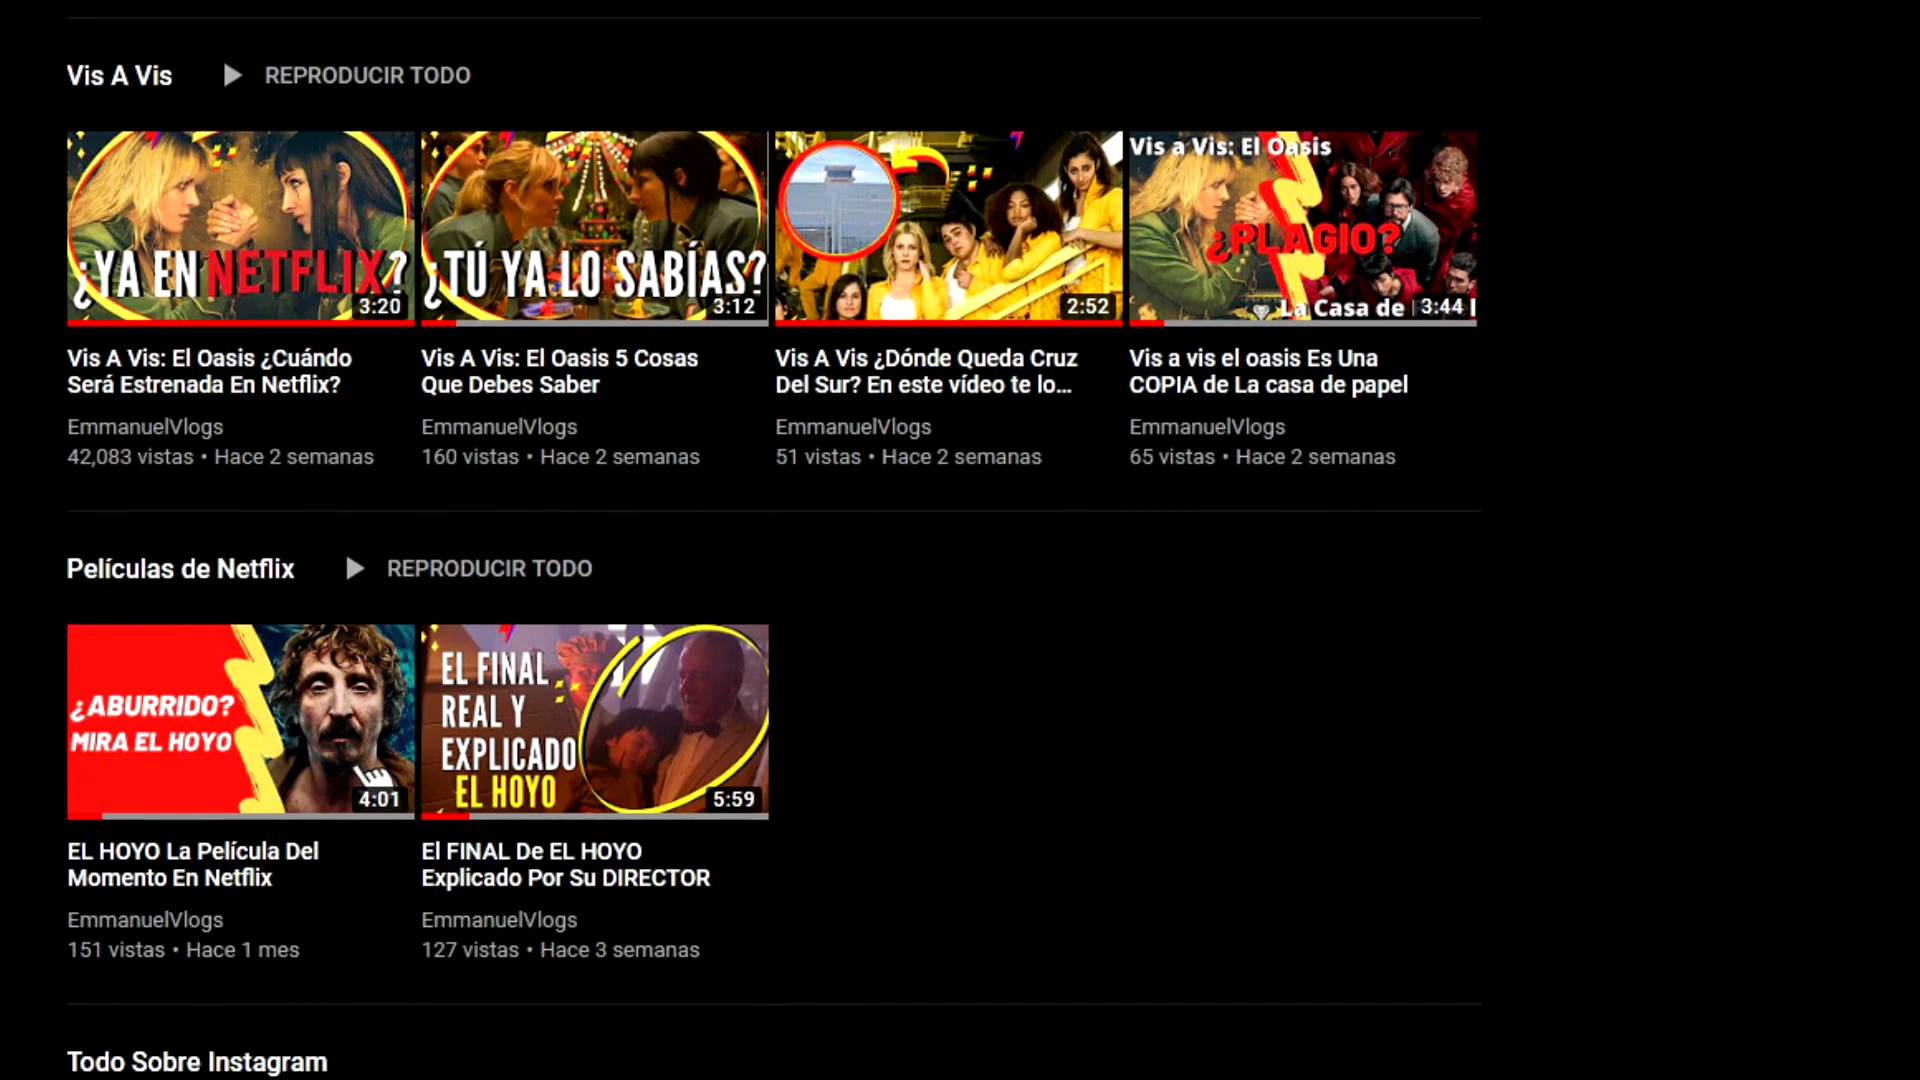 Vis A Vis REPRODUCIR TODO
¿YA EN NETFLIX?
3:20
¿TÚ YA LO SABÍAS?
3:12
2:52
Vis a Vis: El Oasis
¿PLAGIO?
La Casa de
3:44
Vis A Vis: El Oasis ¿Cuándo
Será Estrenada En Netflix?
EmmanuelVlogs
42,083 vistas • Hace 2 semanas
Vis A Vis: El Oasis 5 Cosas
Que Debes Saber
EmmanuelVlogs
160 vistas • Hace 2 semanas
Vis A Vis ¿Dónde Queda Cruz
Del Sur? En este vídeo te lo...
EmmanuelVlogs
51 vistas • Hace 2 semanas
Vis a vis el oasis Es Una
COPIA de La casa de papel
EmmanuelVlogs
65 vistas • Hace 2 semanas
Películas de Netflix REPRODUCIR TODO
¿ABURRIDO?
MIRA EL HOYO
4:01
EL FINAL
REAL Y
EXPLICADO
EL HOYO
5:59
EL HOYO La Película Del
Momento En Netflix
EmmanuelVlogs
151 vistas • Hace 1 mes
El FINAL De EL HOYO
Explicado Por Su DIRECTOR
EmmanuelVlogs
127 vistas • Hace 3 semanas
Todo Sobre Instagram